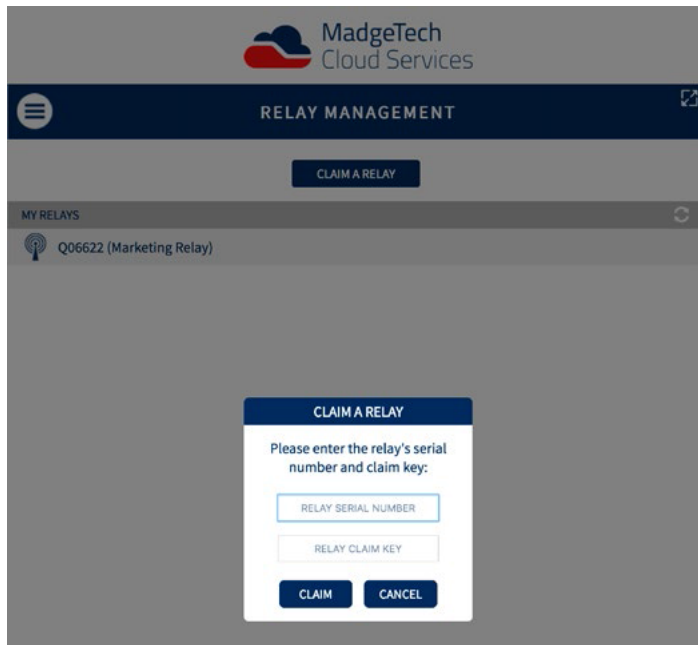 MadgeTech
Cloud Services
RELAY MANAGEMENT
CLAIM A RELAY
MY RELAYS
Q06622 (Marketing Relay)
CLAIM A RELAY
Please enter the relay's serial
number and claim key:
RELAY SERIAL NUMBER
RELAY CLAIM KEY
CLAIM CANCEL